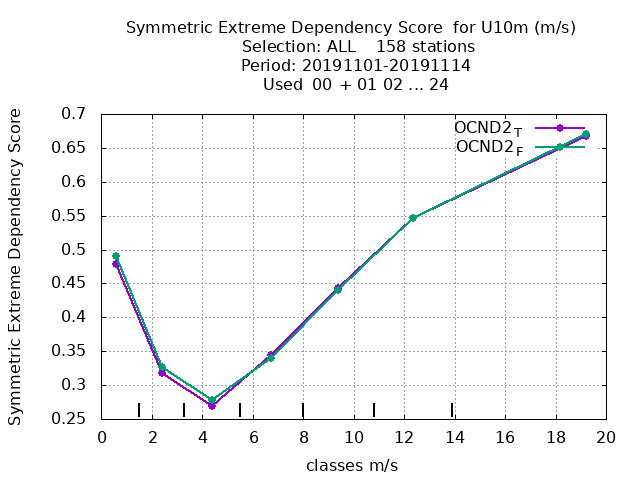 Symmetric Extreme Dependency Score for U10m (m/s)
Selection: ALL 158 stations
Period: 20191101-20191114
Used 00 + 01 02 ... 24
Symmetric Extreme Dependency Score
0.7
0.65
0.6
0.55
0.5
0.45
0.4
0.35
0.3
0.25
OCND2T
OCND2F
0 2 4 6 8 10 12 14 16 18 20
classes m/s